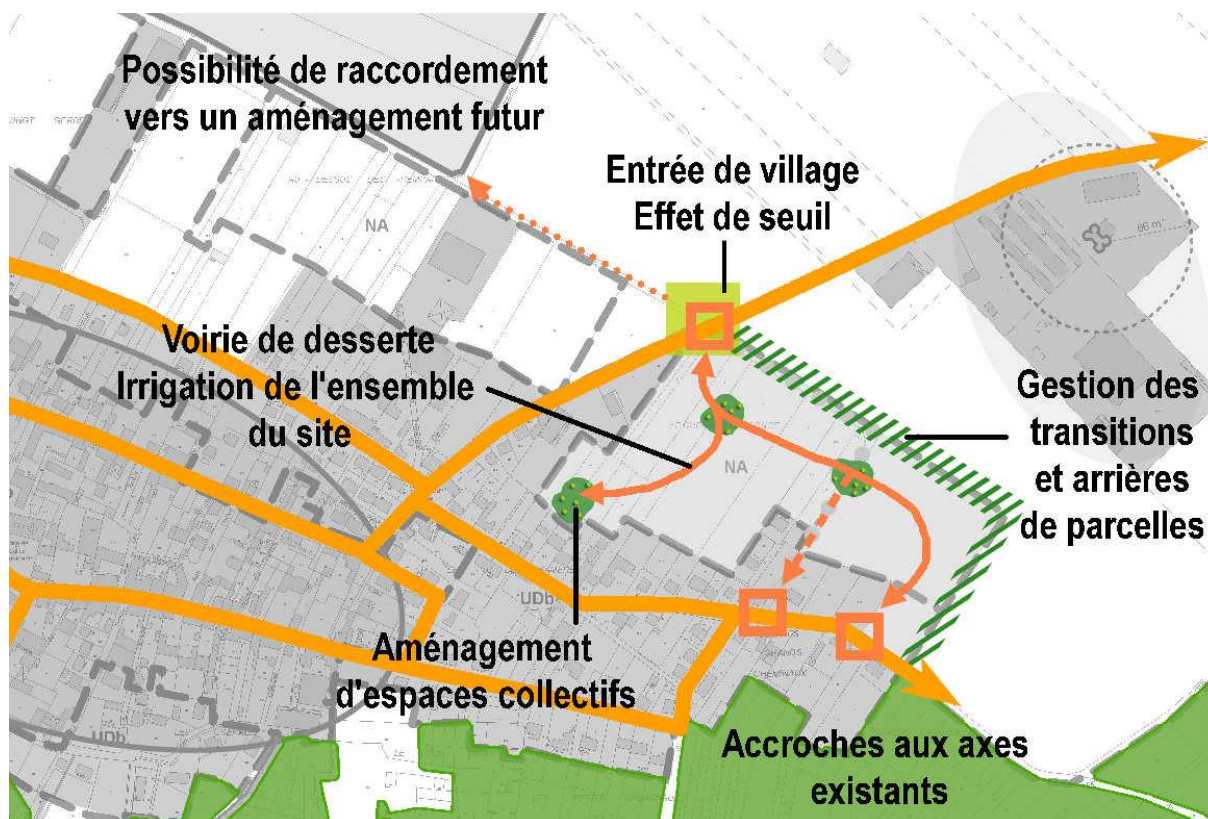 Possibilité de raccordement
vers un aménagement futur
Entrée de village
Effet de seuil
NA
Voirie de desserte
Irrigation de l'ensemble
du site
Gestion des
transitions
et arrières
de parcelles
NA
UDb
Aménagement
d'espaces collectifs
UDb
Accroches aux axes
existants